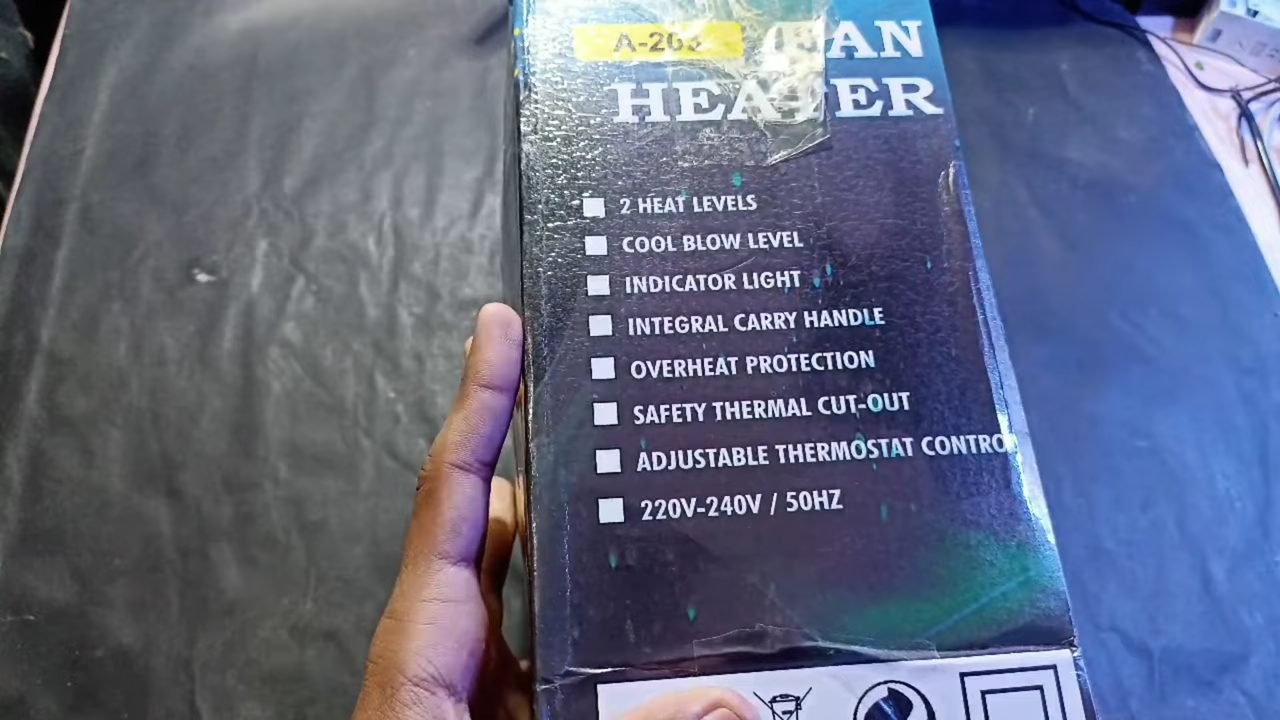 FAN
HEATER
2 HEAT LEVELS
COOL BLOW LEVEL
INDICATOR LIGHT
INTEGRAL CARRY HANDLE
OVERHEAT PROTECTION
SAFETY THERMAL CUT-OUT
ADJUSTABLE THERMOSTAT CONTROL
220V-240V / 50HZ